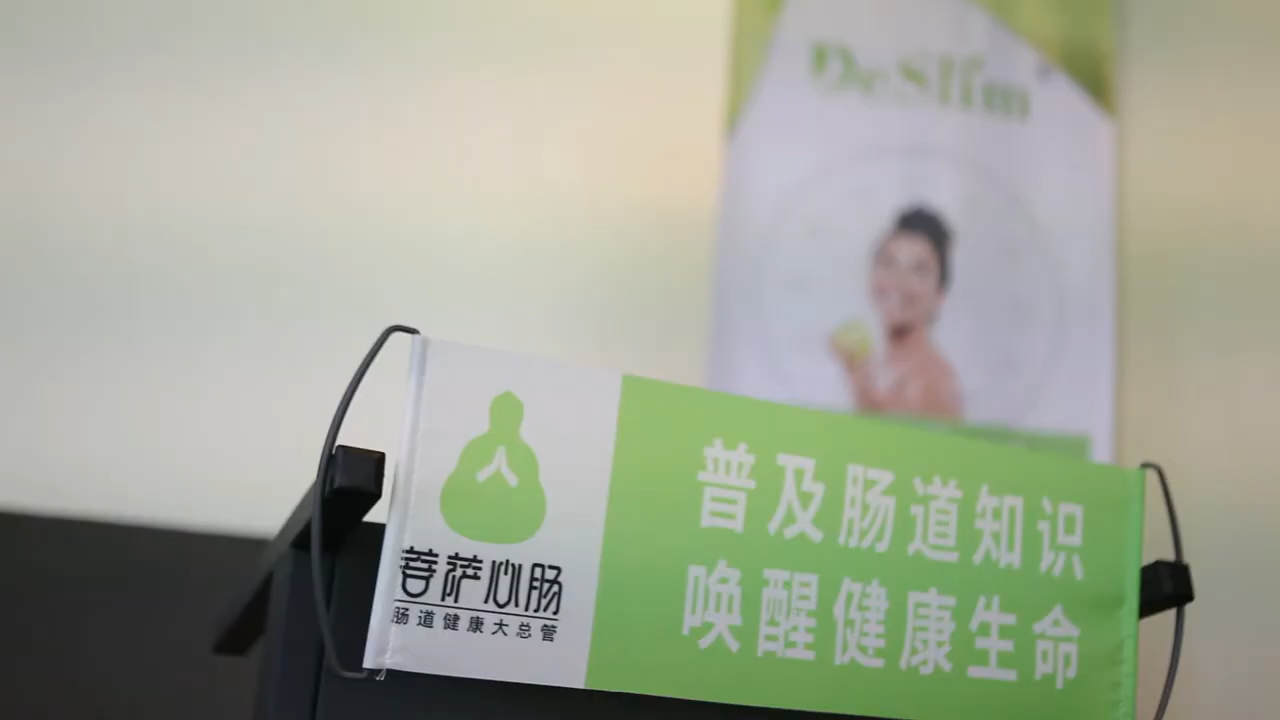 DeSlim
菩萨心肠
肠道健康大总管
普及肠道知识
唤醒健康生命